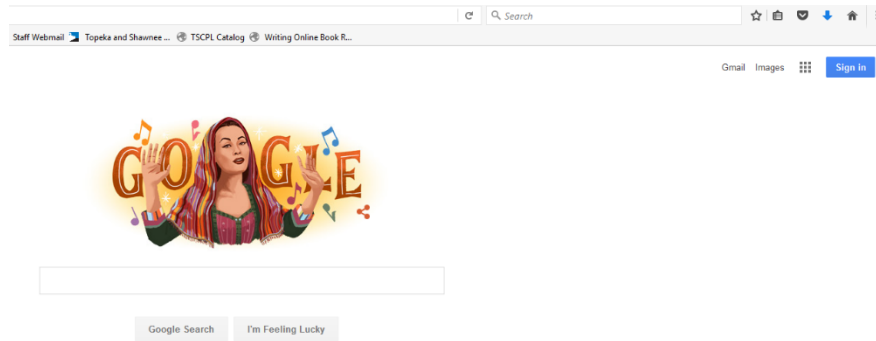 Search
Staff Webmail Topeka and Shawnee ... TSCPL Catalog Writing Online Book R...
Gmail Images Sign in
GOOGLE
Google Search I'm Feeling Lucky